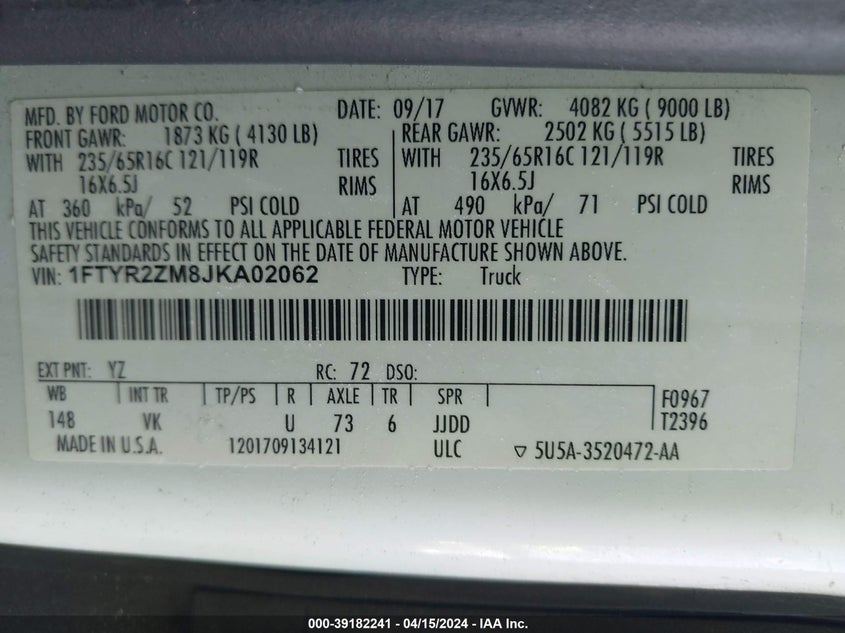 MFD. BY FORD MOTOR CO. DATE: 09/17 GVWR: 4082 KG ( 9000 LB)
FRONT GAWR: 1873 KG ( 4130 LB) REAR GAWR: 2502 KG ( 5515 LB)
WITH 235/65R16C 121/119R TIRES WITH 235/65R16C 121/119R TIRES
16X6.5J RIMS 16X6.5J RIMS
AT 360 kPa/ 52 PSI COLD AT 490 kPa/ 71 PSI COLD
THIS VEHICLE CONFORMS TO ALL APPLICABLE FEDERAL MOTOR VEHICLE
SAFETY STANDARDS IN EFFECT ON THE DATE OF MANUFACTURE SHOWN ABOVE.
VIN: 1FTYR2ZM8JKA02062 TYPE: Truck
EXT PNT: YZ RC: 72 DSO:
WB INT TR TP/PS R AXLE TR SPR F0967
148 VK U 73 6 JJDD T2396
MADE IN U.S.A. 1201709134121 ULC ▽ 5U5A-3520472-AA
000-39182241 - 04/15/2024 - IAA Inc.